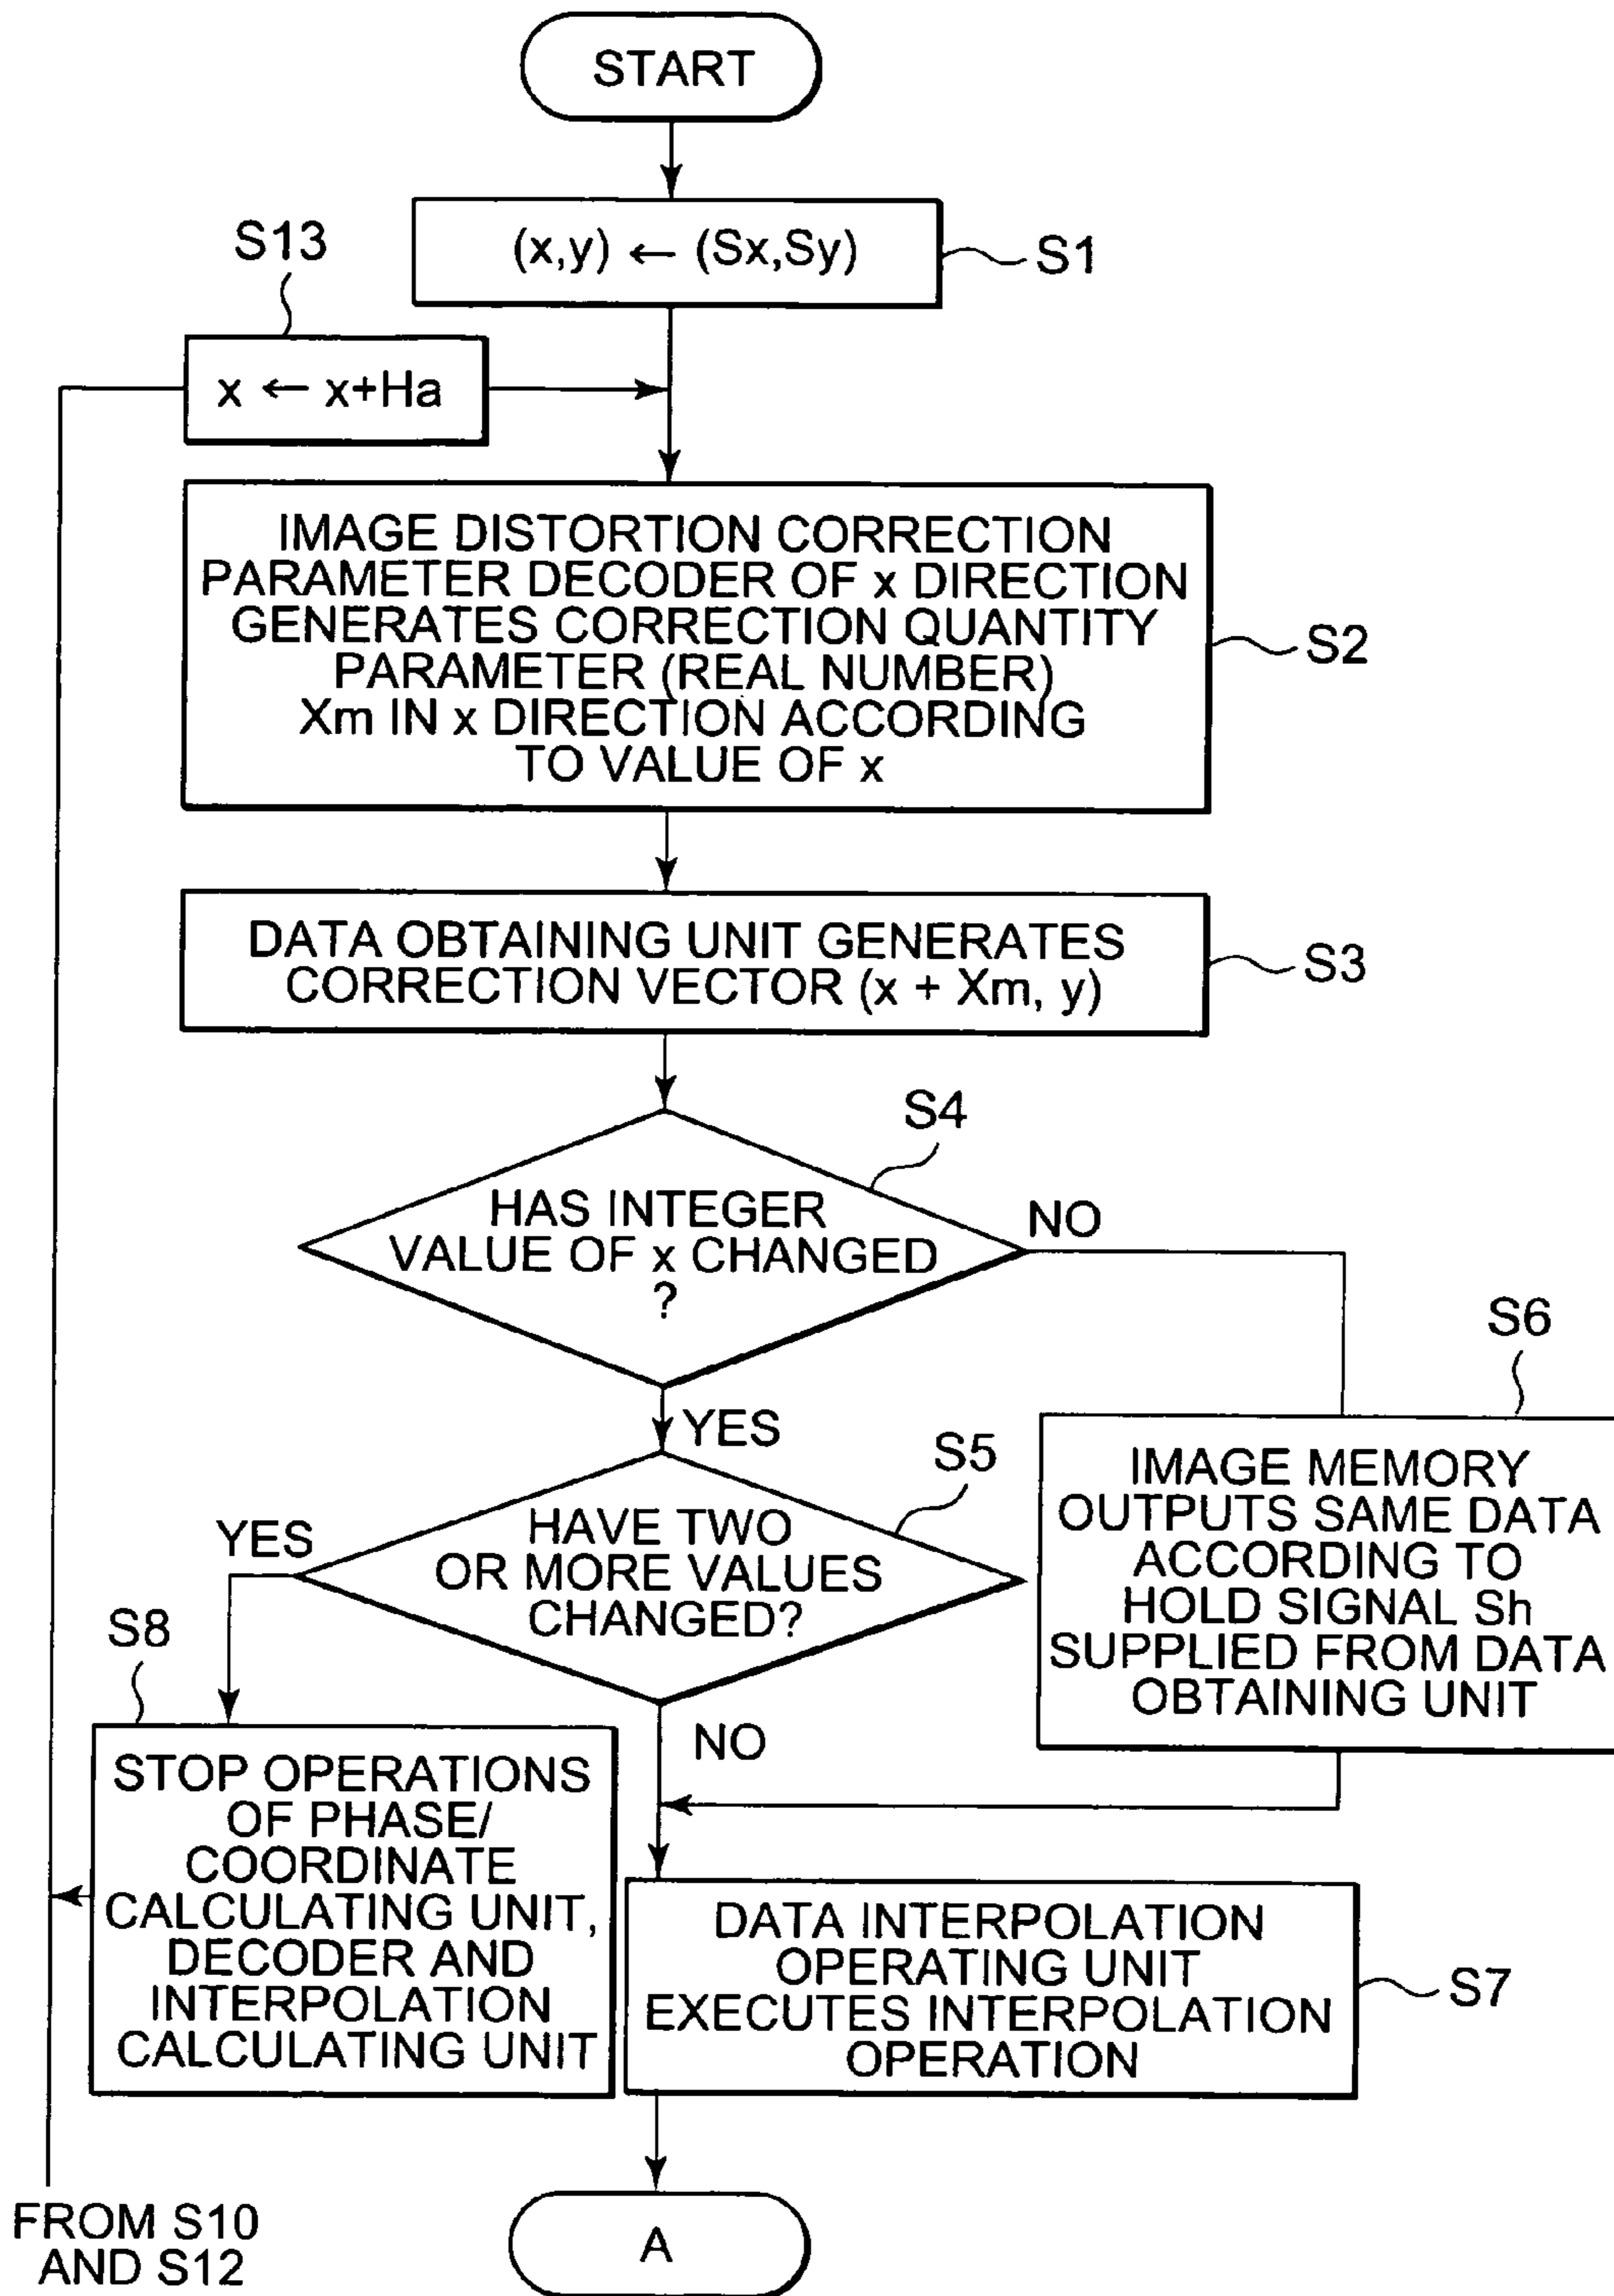 START
(x,y) ← (Sx,Sy)
S1
S13
x ← x+Ha
IMAGE DISTORTION CORRECTION
PARAMETER DECODER OF x DIRECTION
GENERATES CORRECTION QUANTITY
PARAMETER (REAL NUMBER)
Xm IN x DIRECTION ACCORDING
TO VALUE OF x
S2
DATA OBTAINING UNIT GENERATES
CORRECTION VECTOR (x + Xm, y)
S3
S4
HAS INTEGER
VALUE OF x CHANGED
?
NO
YES
S6
IMAGE MEMORY
OUTPUTS SAME DATA
ACCORDING TO
HOLD SIGNAL Sh
SUPPLIED FROM DATA
OBTAINING UNIT
S5
HAVE TWO
OR MORE VALUES
CHANGED?
YES
NO
S8
STOP OPERATIONS
OF PHASE/
COORDINATE
CALCULATING UNIT,
DECODER AND
INTERPOLATION
CALCULATING UNIT
DATA INTERPOLATION
OPERATING UNIT
EXECUTES INTERPOLATION
OPERATION
S7
FROM S10
AND S12
A